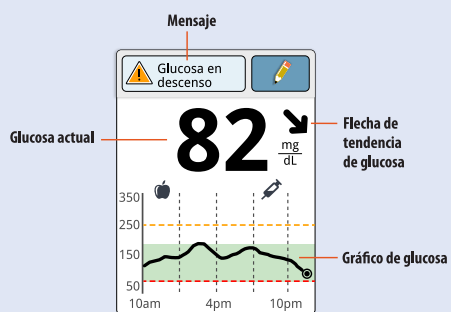 Mensaje
Glucosa en
descenso
Glucosa actual
82
mg
dL
Flecha de
tendencia
de glucosa
350
250
150
50
Gráfico de glucosa
10am 4pm 10pm